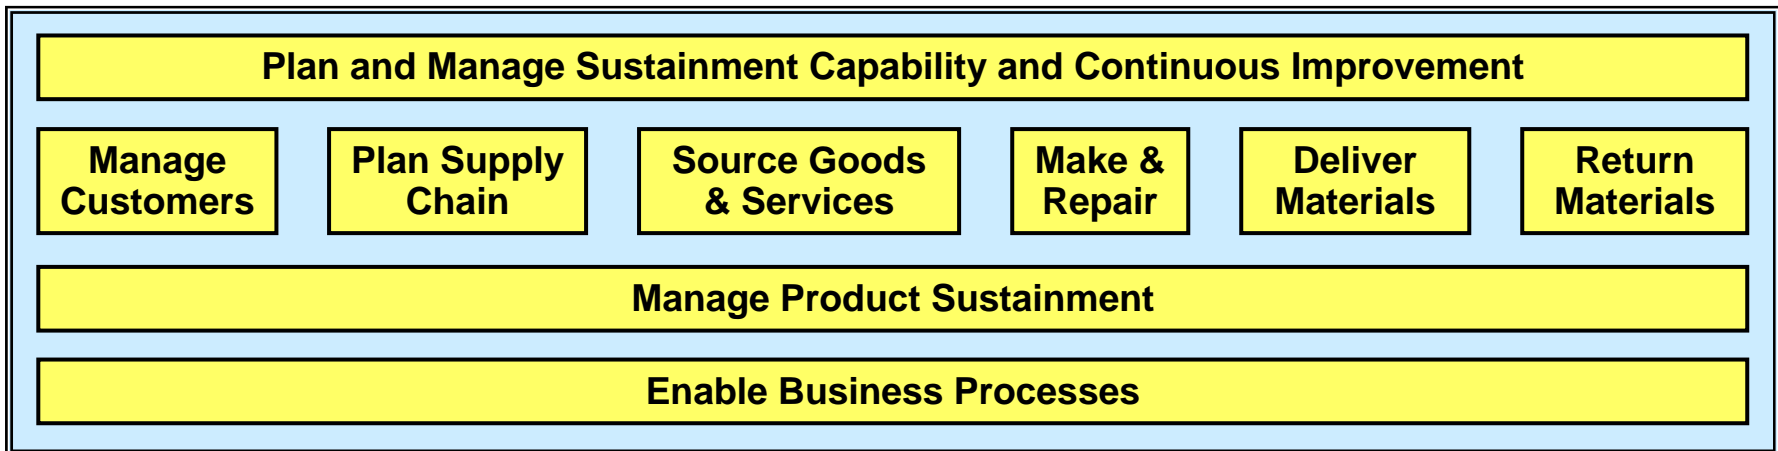 Plan and Manage Sustainment Capability and Continuous Improvement
Manage
Customers
Plan Supply
Chain
Source Goods
& Services
Make &
Repair
Deliver
Materials
Return
Materials
Manage Product Sustainment
Enable Business Processes